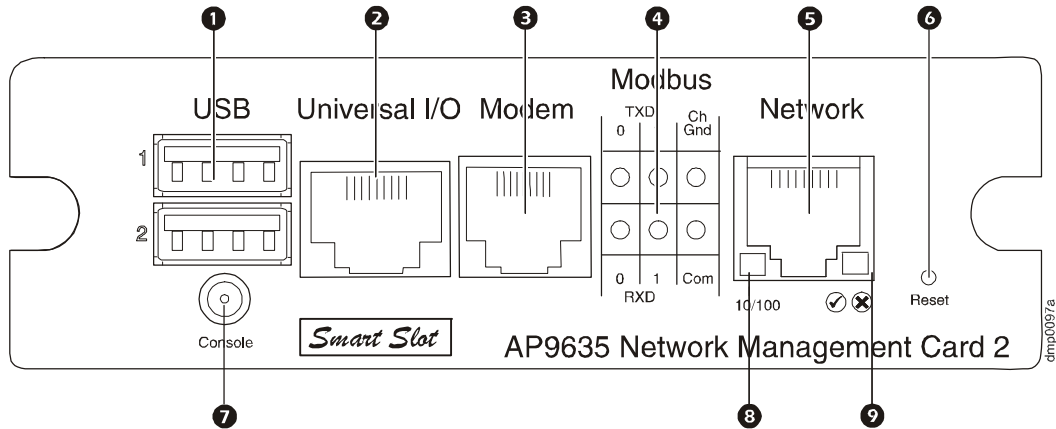 1 2 3 4 5 6
Modbus
USB Universal I/O Modem Network
TXD Ch
0 Gnd
1
2
0 1 Com
RXD
10/100
Reset
Console
Smart Slot
AP9635 Network Management Card 2
dmp0097a
7 8 9